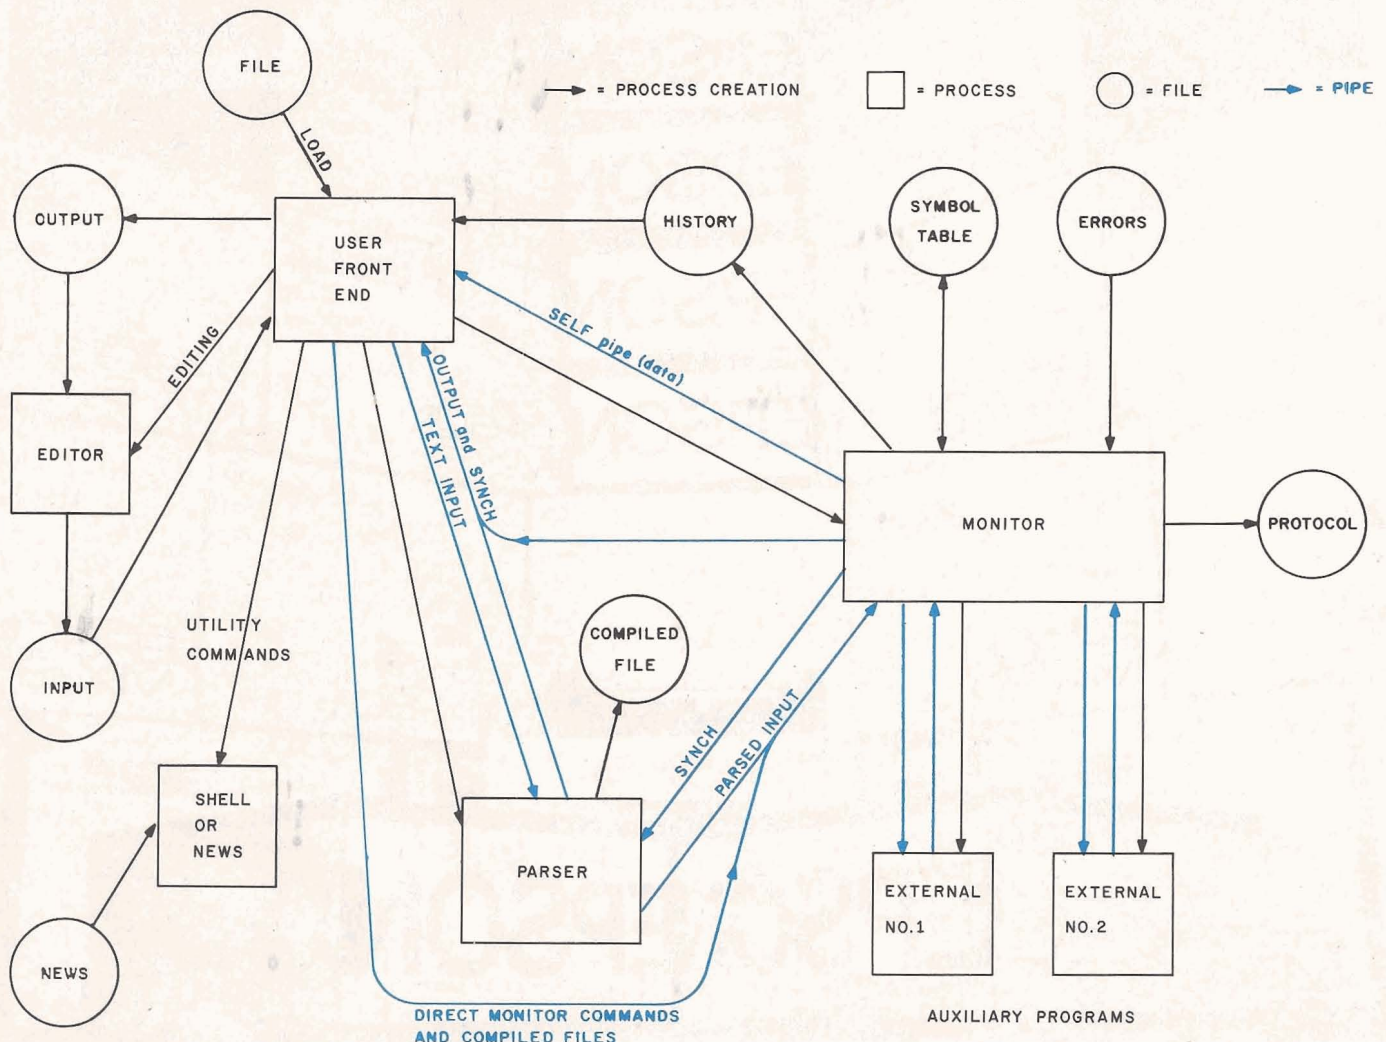 FILE
= PROCESS CREATION
= PROCESS
= FILE
= PIPE
LOAD
OUTPUT
USER
FRONT
END
HISTORY
SYMBOL
TABLE
ERRORS
EDITING
SELF pipe (data)
OUTPUT and SYNCH
TEXT INPUT
EDITOR
MONITOR
PROTOCOL
UTILITY
COMMANDS
COMPILED
FILE
INPUT
SYNCH
PARSED INPUT
SHELL
OR
NEWS
PARSER
EXTERNAL
NO.1
EXTERNAL
NO.2
NEWS
DIRECT MONITOR COMMANDS
AND COMPILED FILES
AUXILIARY PROGRAMS